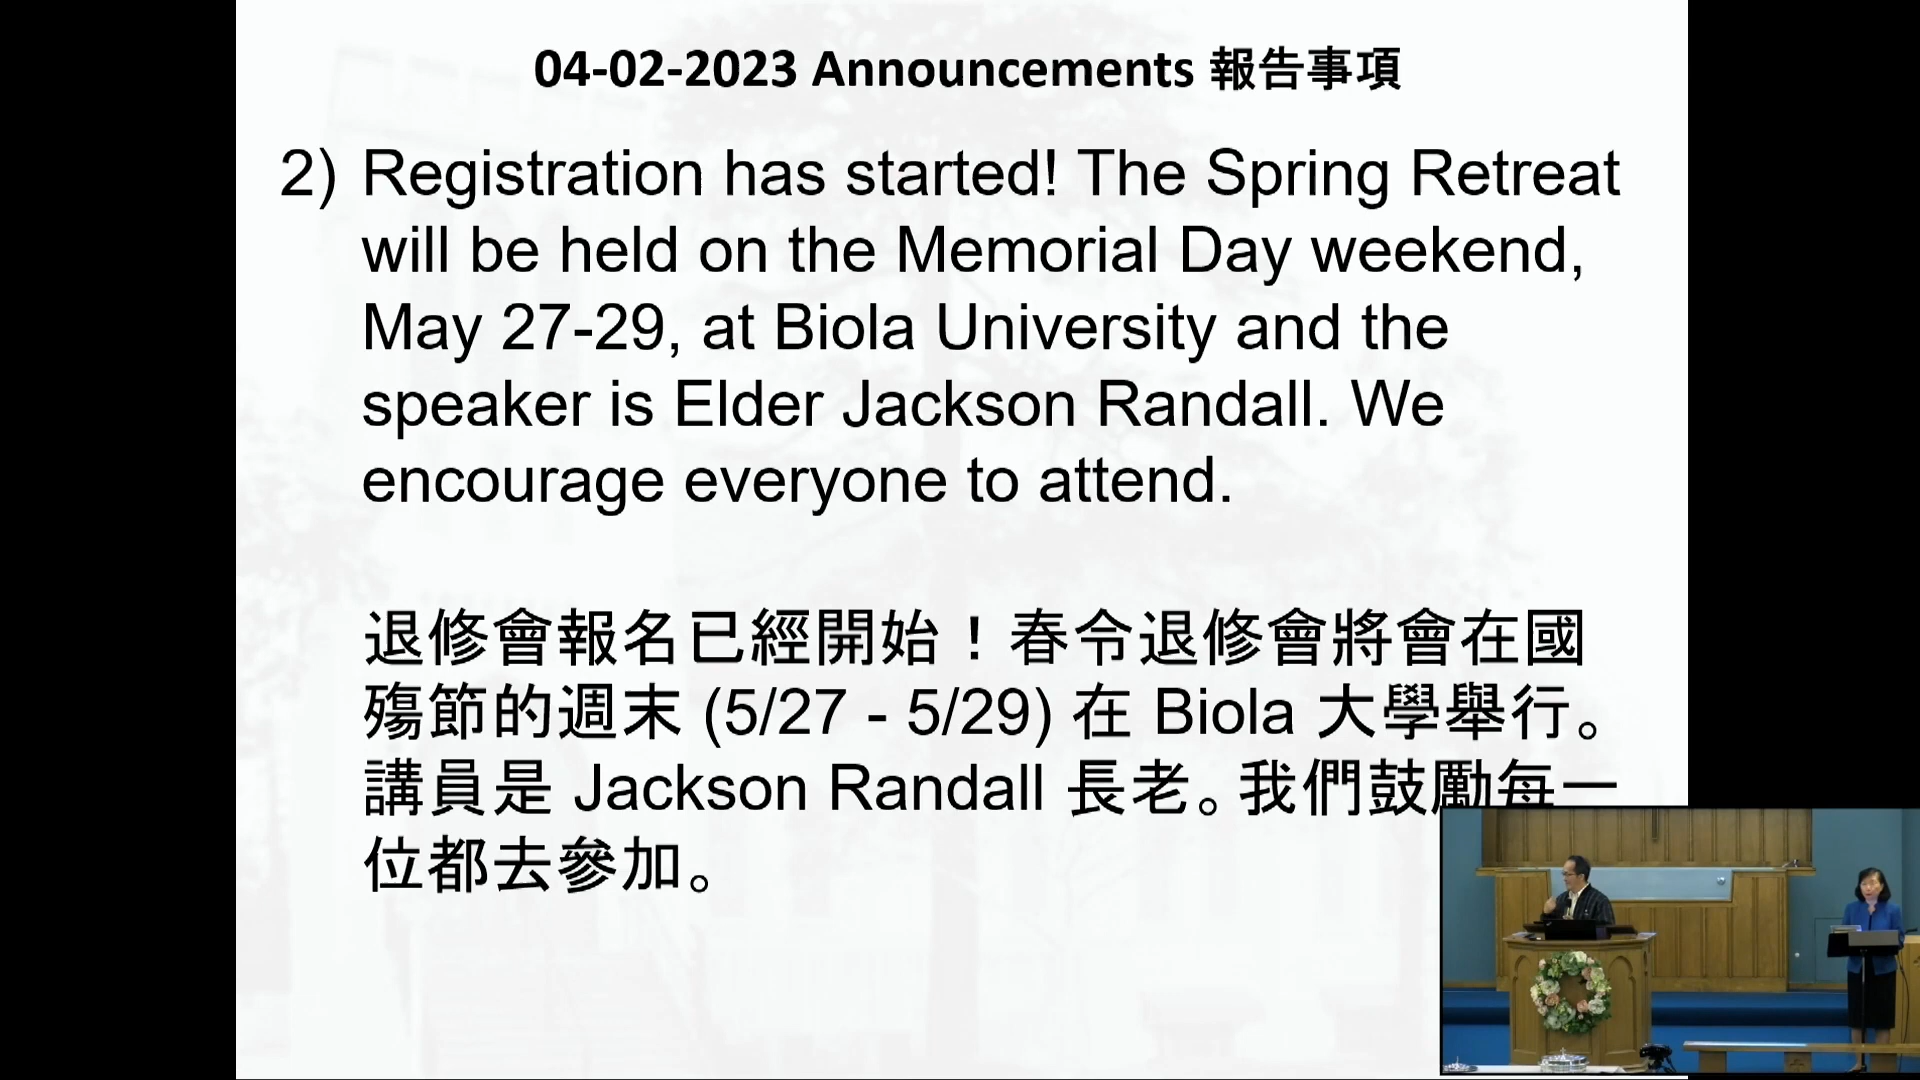 04-02-2023 Announcements 報告事項
2) Registration has started! The Spring Retreat
will be held on the Memorial Day weekend,
May 27-29, at Biola University and the
speaker is Elder Jackson Randall. We
encourage everyone to attend.
退修會報名已經開始！春令退修會將會在國
殤節的週末 (5/27 - 5/29) 在 Biola 大學舉行。
講員是 Jackson Randall 長老。我們鼓勵每一
位都去參加。